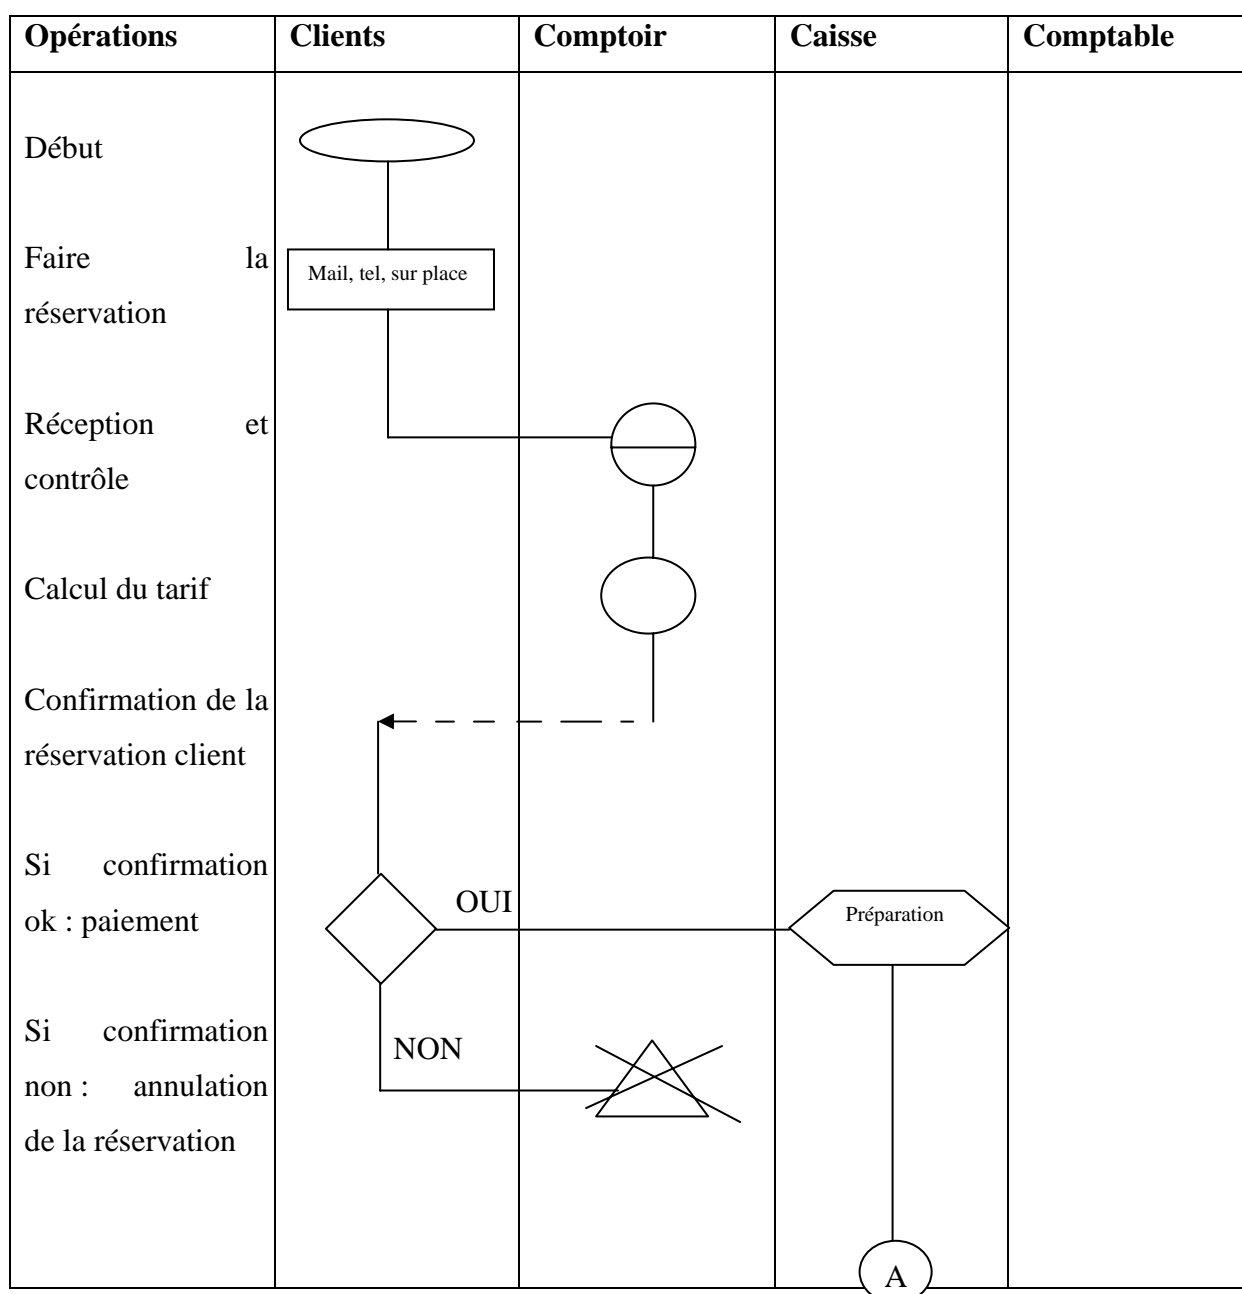 Opérations Clients Comptoir Caisse Comptable
Début
Faire la
réservation
Mail, tel, sur place
Réception et
contrôle
Calcul du tarif
Confirmation de la
réservation client
Si confirmation
ok : paiement
OUI
Préparation
Si confirmation
non : annulation
de la réservation
NON
A